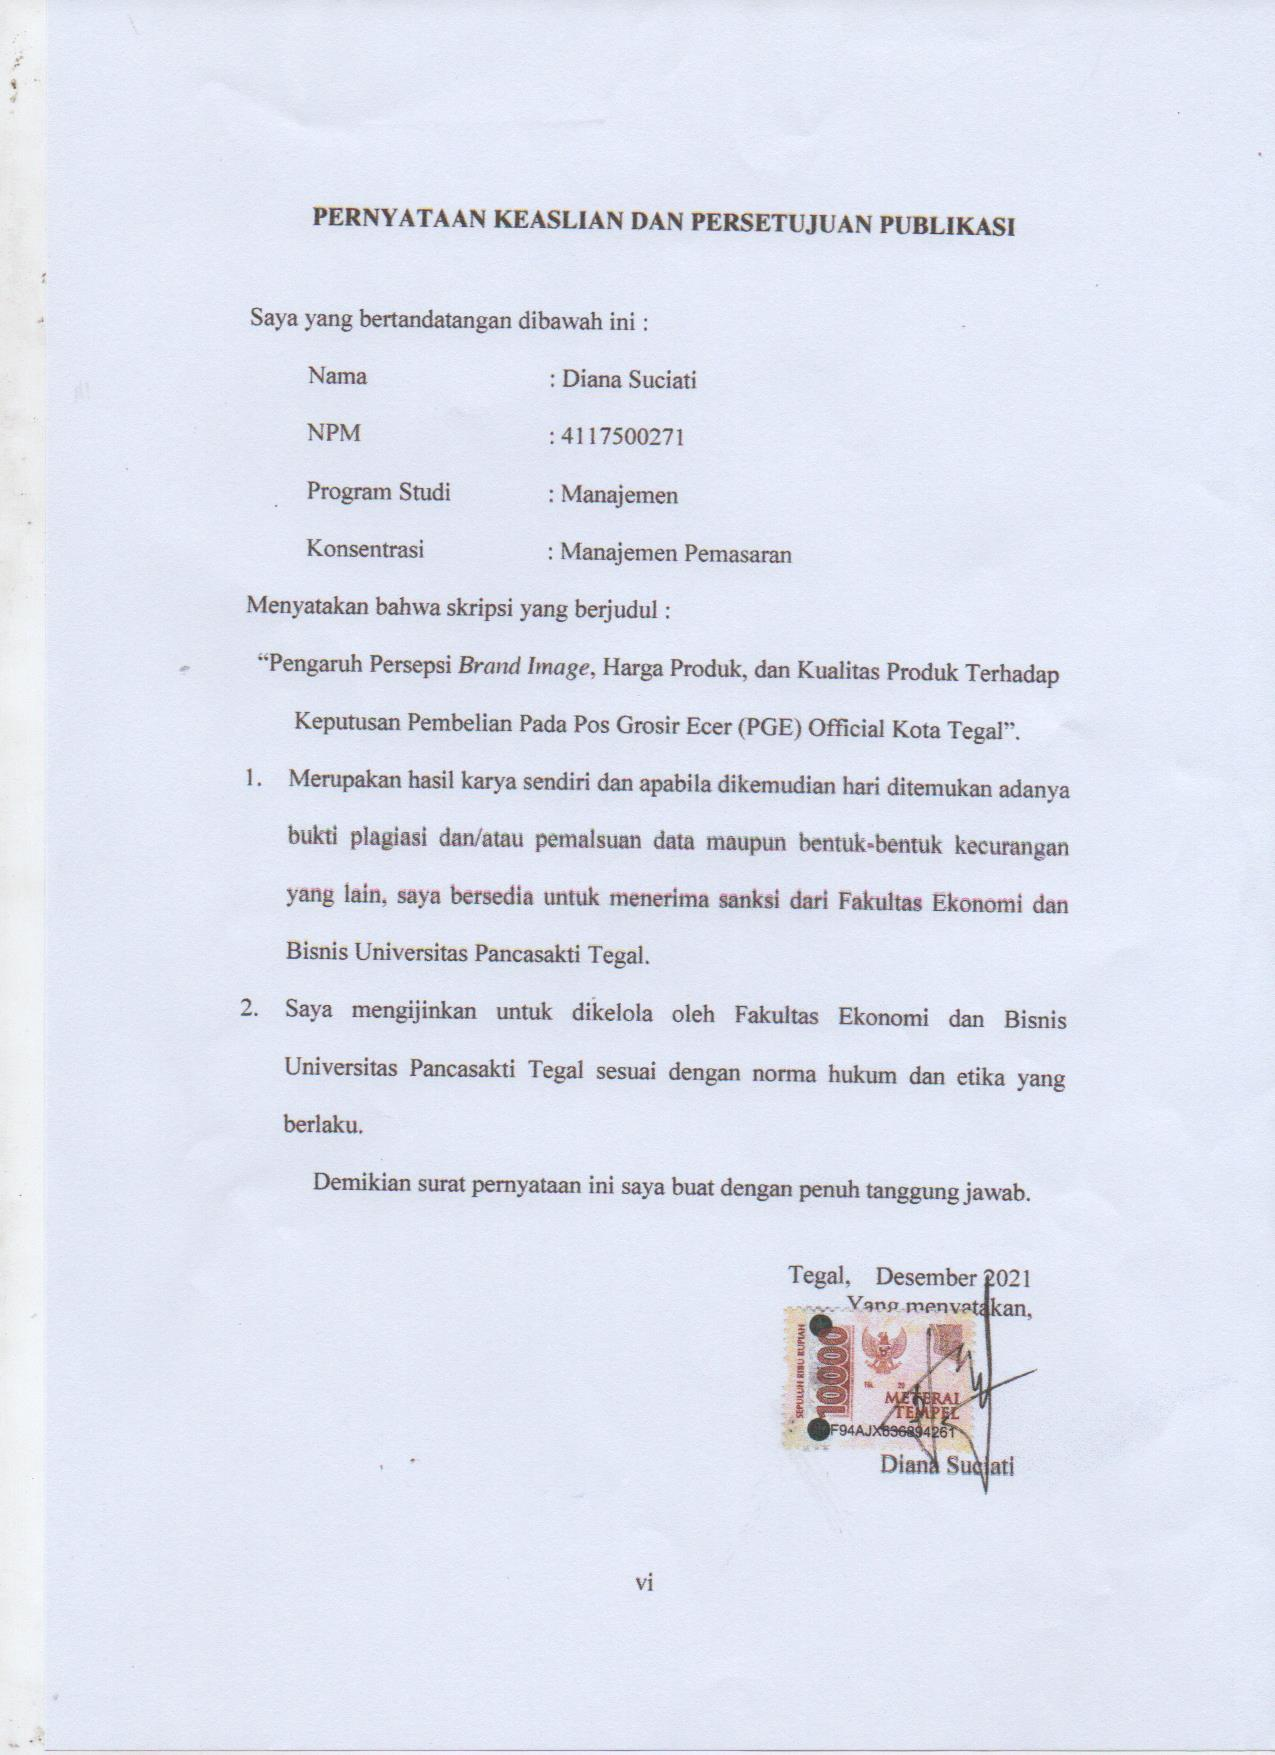 PERNYATAAN KEASLIAN DAN PERSETUJUAN PUBLIKASI
Saya yang bertandatangan dibawah ini :
Nama : Diana Suciati
NPM : 4117500271
Program Studi : Manajemen
Konsentrasi : Manajemen Pemasaran
Menyatakan bahwa skripsi yang berjudul :
“Pengaruh Persepsi Brand Image, Harga Produk, dan Kualitas Produk Terhadap
Keputusan Pembelian Pada Pos Grosir Ecer (PGE) Official Kota Tegal”.
1. Merupakan hasil karya sendiri dan apabila dikemudian hari ditemukan adanya
bukti plagiasi dan/atau pemalsuan data maupun bentuk-bentuk kecurangan
yang lain, saya bersedia untuk menerima sanksi dari Fakultas Ekonomi dan
Bisnis Universitas Pancasakti Tegal.
2. Saya mengijinkan untuk dikelola oleh Fakultas Ekonomi dan Bisnis
Universitas Pancasakti Tegal sesuai dengan norma hukum dan etika yang
berlaku.
Demikian surat pernyataan ini saya buat dengan penuh tanggung jawab.
Tegal, Desember 2021
Yang menyatakan,
SEPULUH RIBU RUPIAH
10000
METERAI
TEMPEL
F94AJX636894261
Diana Suciati
vi